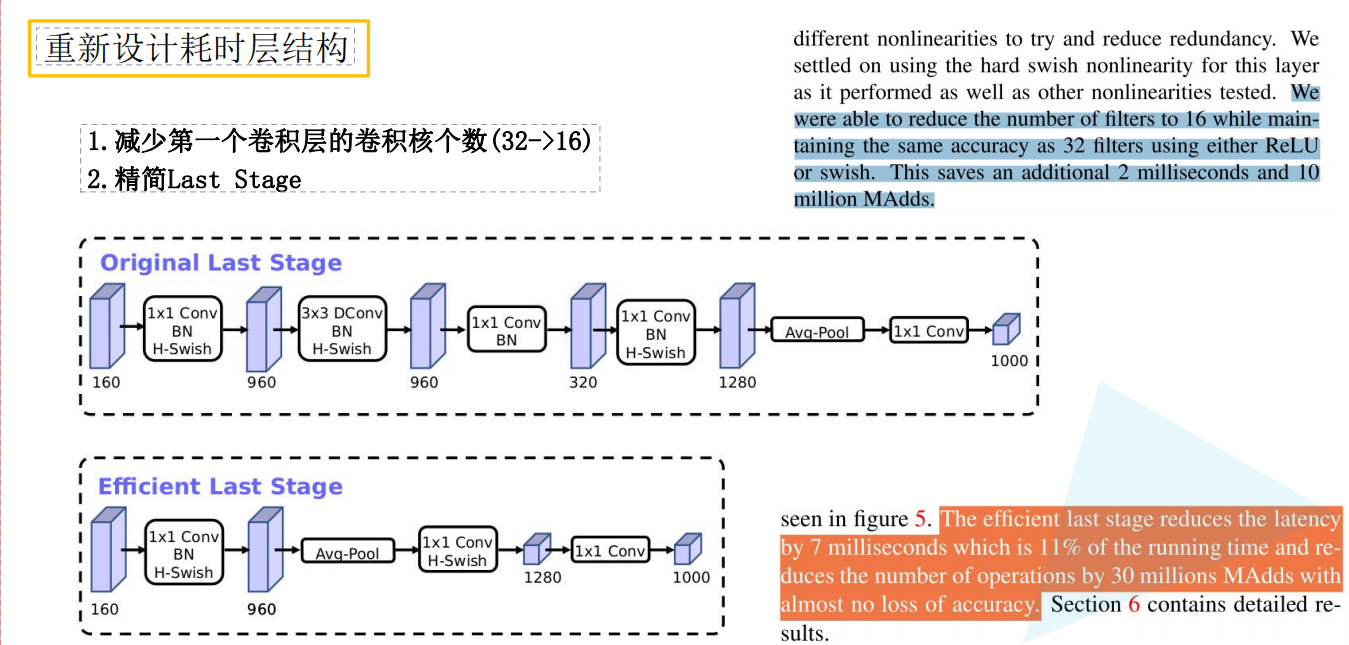 重新设计耗时层结构
different nonlinearities to try and reduce redundancy. We
settled on using the hard swish nonlinearity for this layer
as it performed as well as other nonlinearities tested. We
were able to reduce the number of filters to 16 while main-
taining the same accuracy as 32 filters using either ReLU
or swish. This saves an additional 2 milliseconds and 10
million MAdds.
1.减少第一个卷积层的卷积核个数(32->16)
2.精简Last Stage
Original Last Stage
1x1 Conv
BN
H-Swish
3x3 DConv
BN
H-Swish
1x1 Conv
BN
1x1 Conv
BN
H-Swish
Avg-Pool
1x1 Conv
160
960
960
320
1280
1000
Efficient Last Stage
1x1 Conv
BN
H-Swish
Avg-Pool
1x1 Conv
H-Swish
1x1 Conv
160
960
1280
1000
seen in figure 5. The efficient last stage reduces the latency
by 7 milliseconds which is 11% of the running time and re-
duces the number of operations by 30 millions MAdds with
almost no loss of accuracy. Section 6 contains detailed re-
sults.